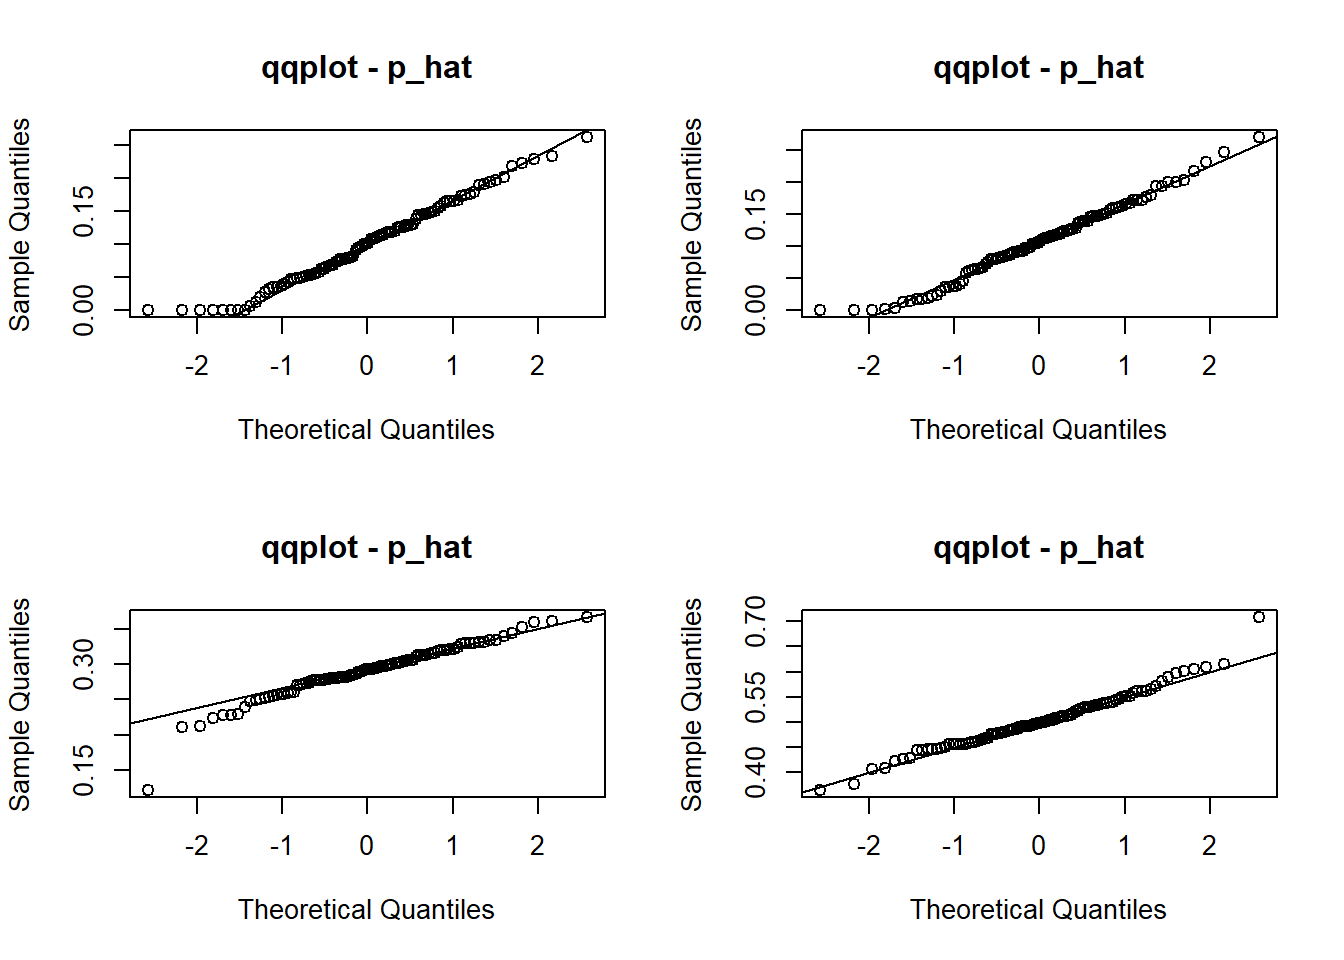 qqplot - p_hat
Sample Quantiles
0.15
0.00
-2 -1 0 1 2
Theoretical Quantiles
qqplot - p_hat
Sample Quantiles
0.15
0.00
-2 -1 0 1 2
Theoretical Quantiles
qqplot - p_hat
Sample Quantiles
0.30
0.15
-2 -1 0 1 2
Theoretical Quantiles
qqplot - p_hat
Sample Quantiles
0.70
0.55
0.40
-2 -1 0 1 2
Theoretical Quantiles